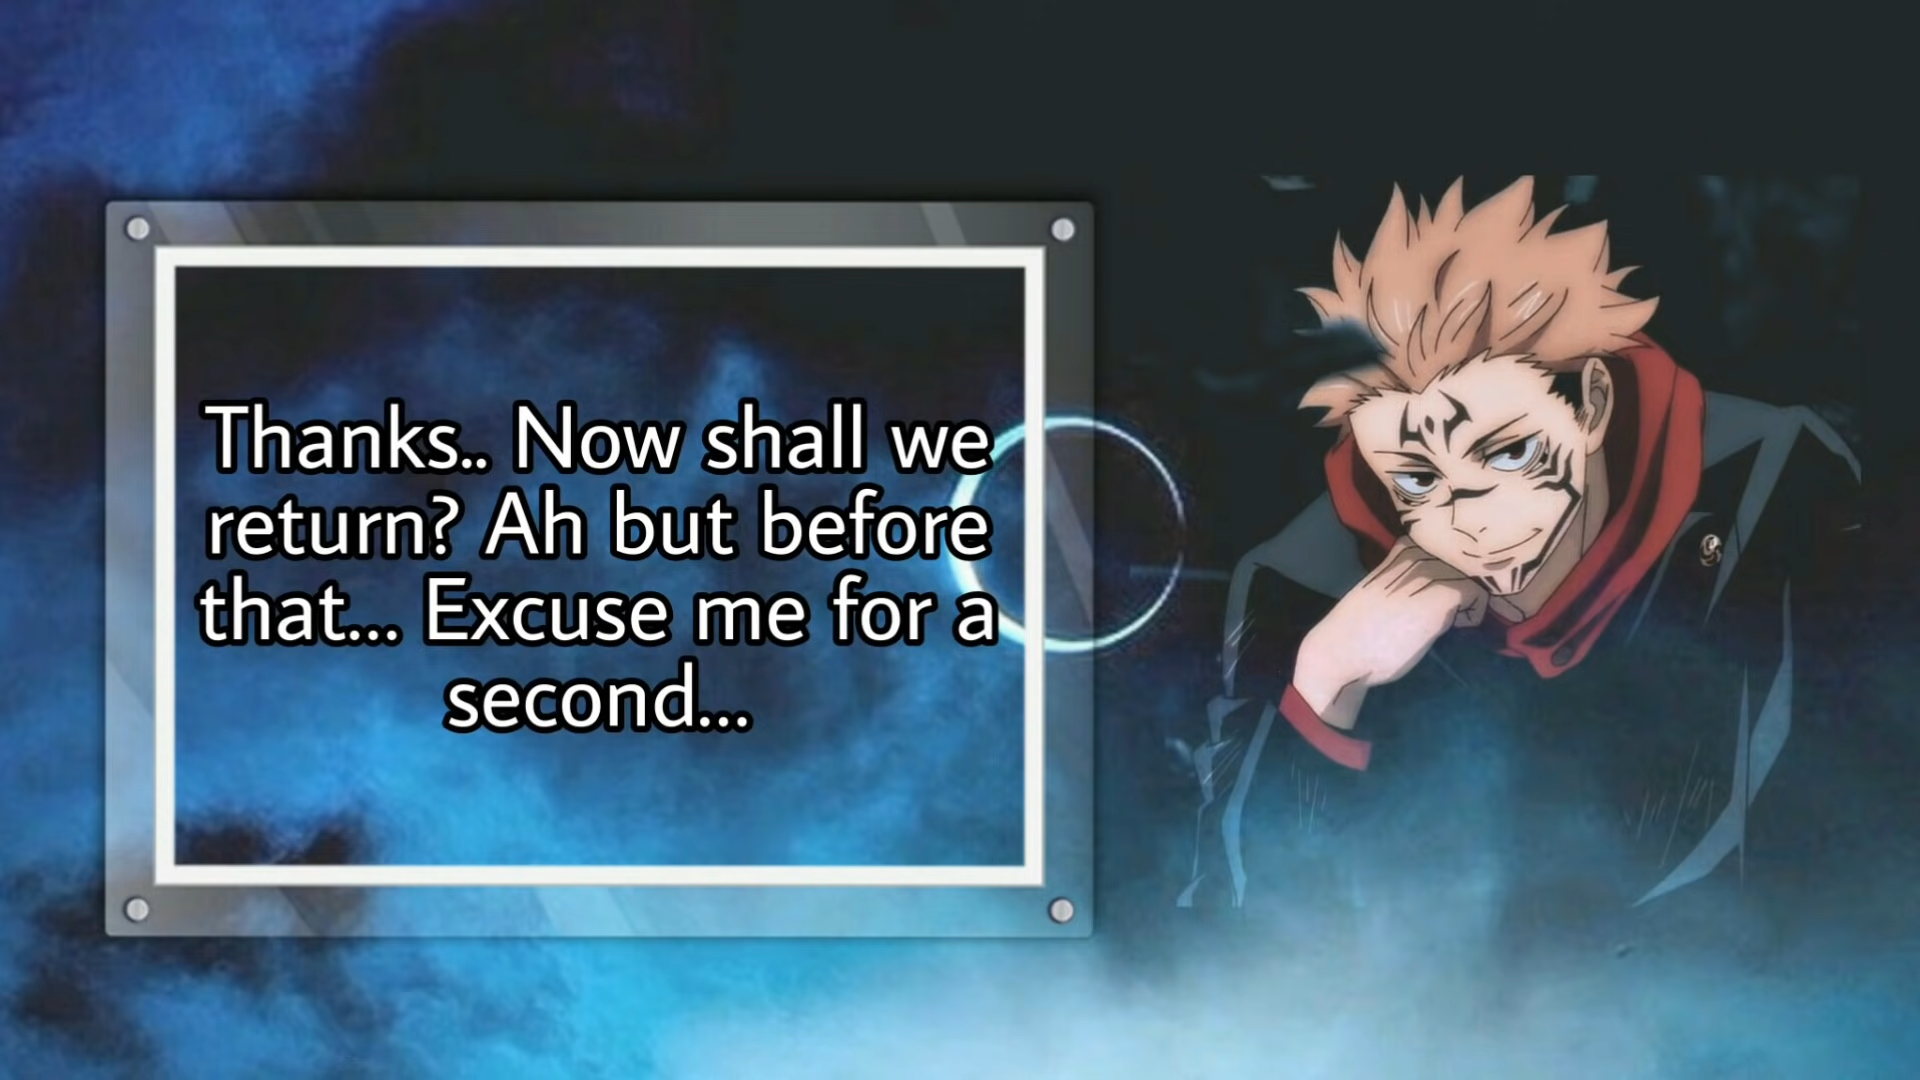 Thanks.. Now shall we
return? Ah but before
that... Excuse me for a
second...